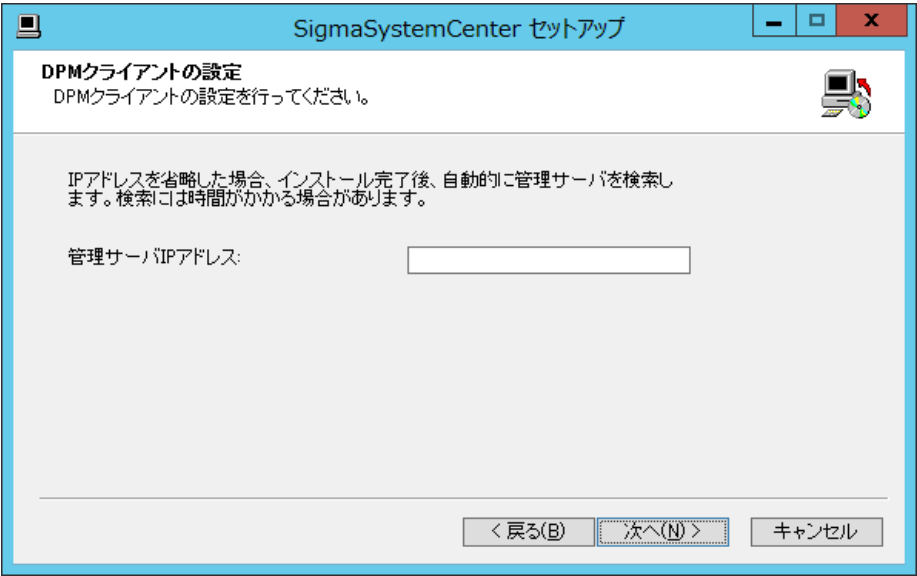 SigmaSystemCenter セットアップ
DPMクライアントの設定
DPMクライアントの設定を行ってください。
IPアドレスを省略した場合、インストール完了後、自動的に管理サーバを検索し
ます。検索には時間がかかる場合があります。
管理サーバIPアドレス:
< 戻る(B)
次へ(N) >
キャンセル